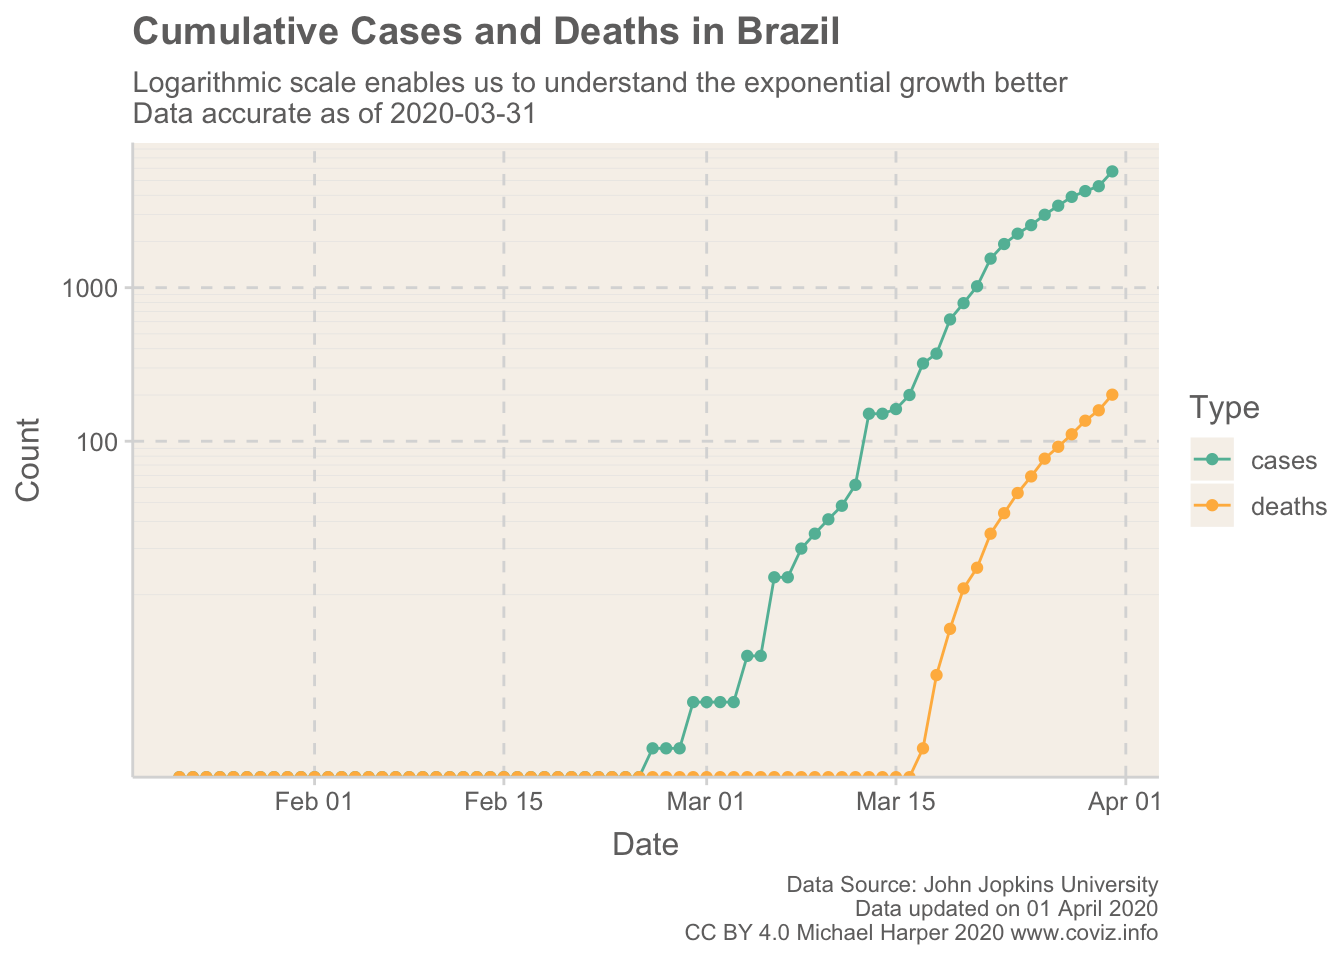 Cumulative Cases and Deaths in Brazil
Logarithmic scale enables us to understand the exponential growth better
Data accurate as of 2020-03-31
1000
100
Count
Feb 01
Feb 15
Mar 01
Mar 15
Apr 01
Date
Type
cases
deaths
Data Source: John Jopkins University
Data updated on 01 April 2020
CC BY 4.0 Michael Harper 2020 www.coviz.info